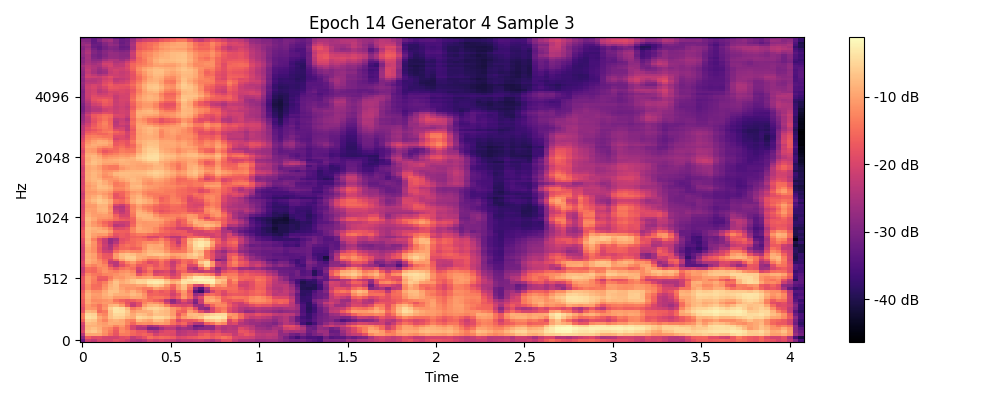 Epoch 14 Generator 4 Sample 3
Hz
4096
2048
1024
512
0
0 0.5 1 1.5 2 2.5 3 3.5 4
Time
-10 dB
-20 dB
-30 dB
-40 dB